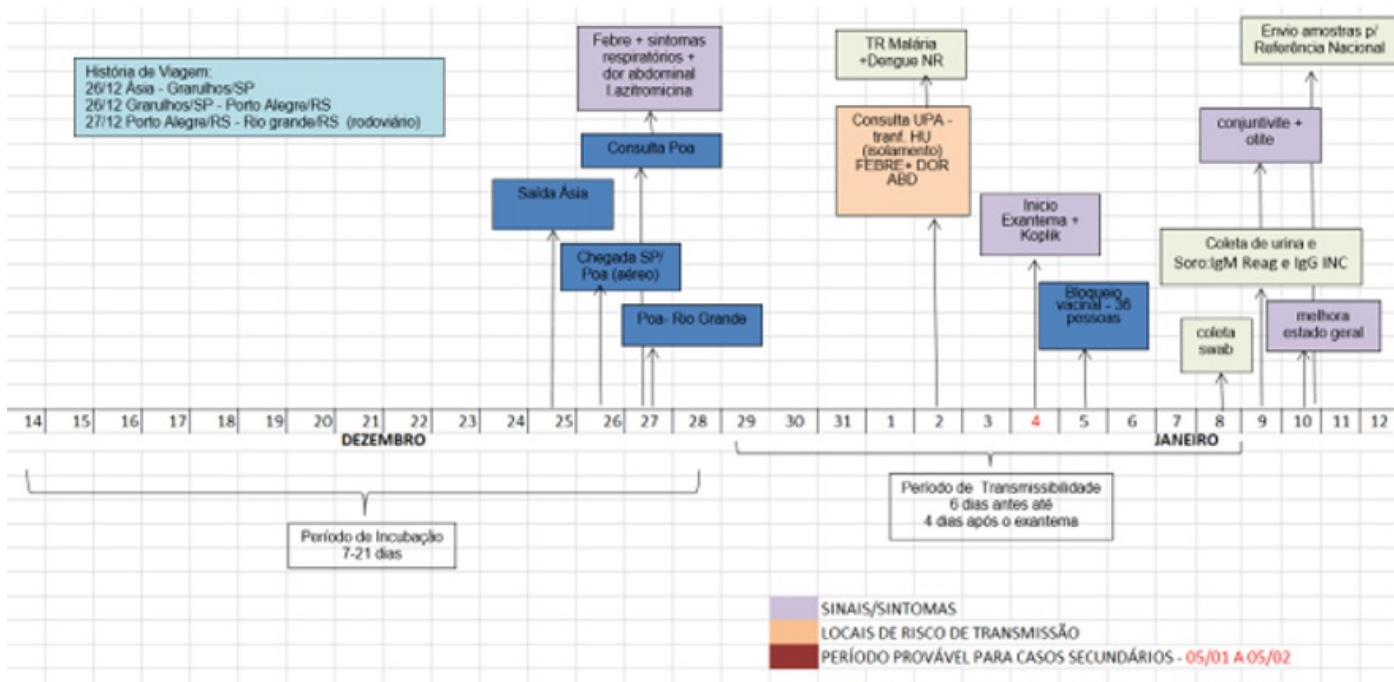 História de Viagem:
26/12 Ásia - Grarulhos/SP
26/12 Grarulhos/SP - Porto Alegre/RS
27/12 Porto Alegre/RS - Rio grande/RS (rodoviário)
Febre + sintomas
respiratórios +
dor abdominal
I.azitromicina
Consulta Poa
Saída Ásia
Chegada SP/
Poa (aéreo)
Poa- Rio Grande
TR Malária
+Dengue NR
Consulta UPA -
tranf. HU
(isolamento)
FEBRE+ DOR
ABD
Inicio
Exantema +
Koplik
Bloqueio
vacinal - 36
pessoas
Envio amostras p/
Referência Nacional
conjuntivite +
otite
Coleta de urina e
Soro:IgM Reag e IgG INC
coleta
swab
melhora
estado geral
14 15 16 17 18 19 20 21 22 23 24 25 26 27 28 29 30 31 1 2 3 4 5 6 7 8 9 10 11 12
DEZEMBRO JANEIRO
Período de Incubação
7-21 dias
Período de Transmissibilidade
6 dias antes até
4 dias após o exantema
SINAIS/SINTOMAS
LOCAIS DE RISCO DE TRANSMISSÃO
PERÍODO PROVÁVEL PARA CASOS SECUNDÁRIOS - 05/01 A 05/02